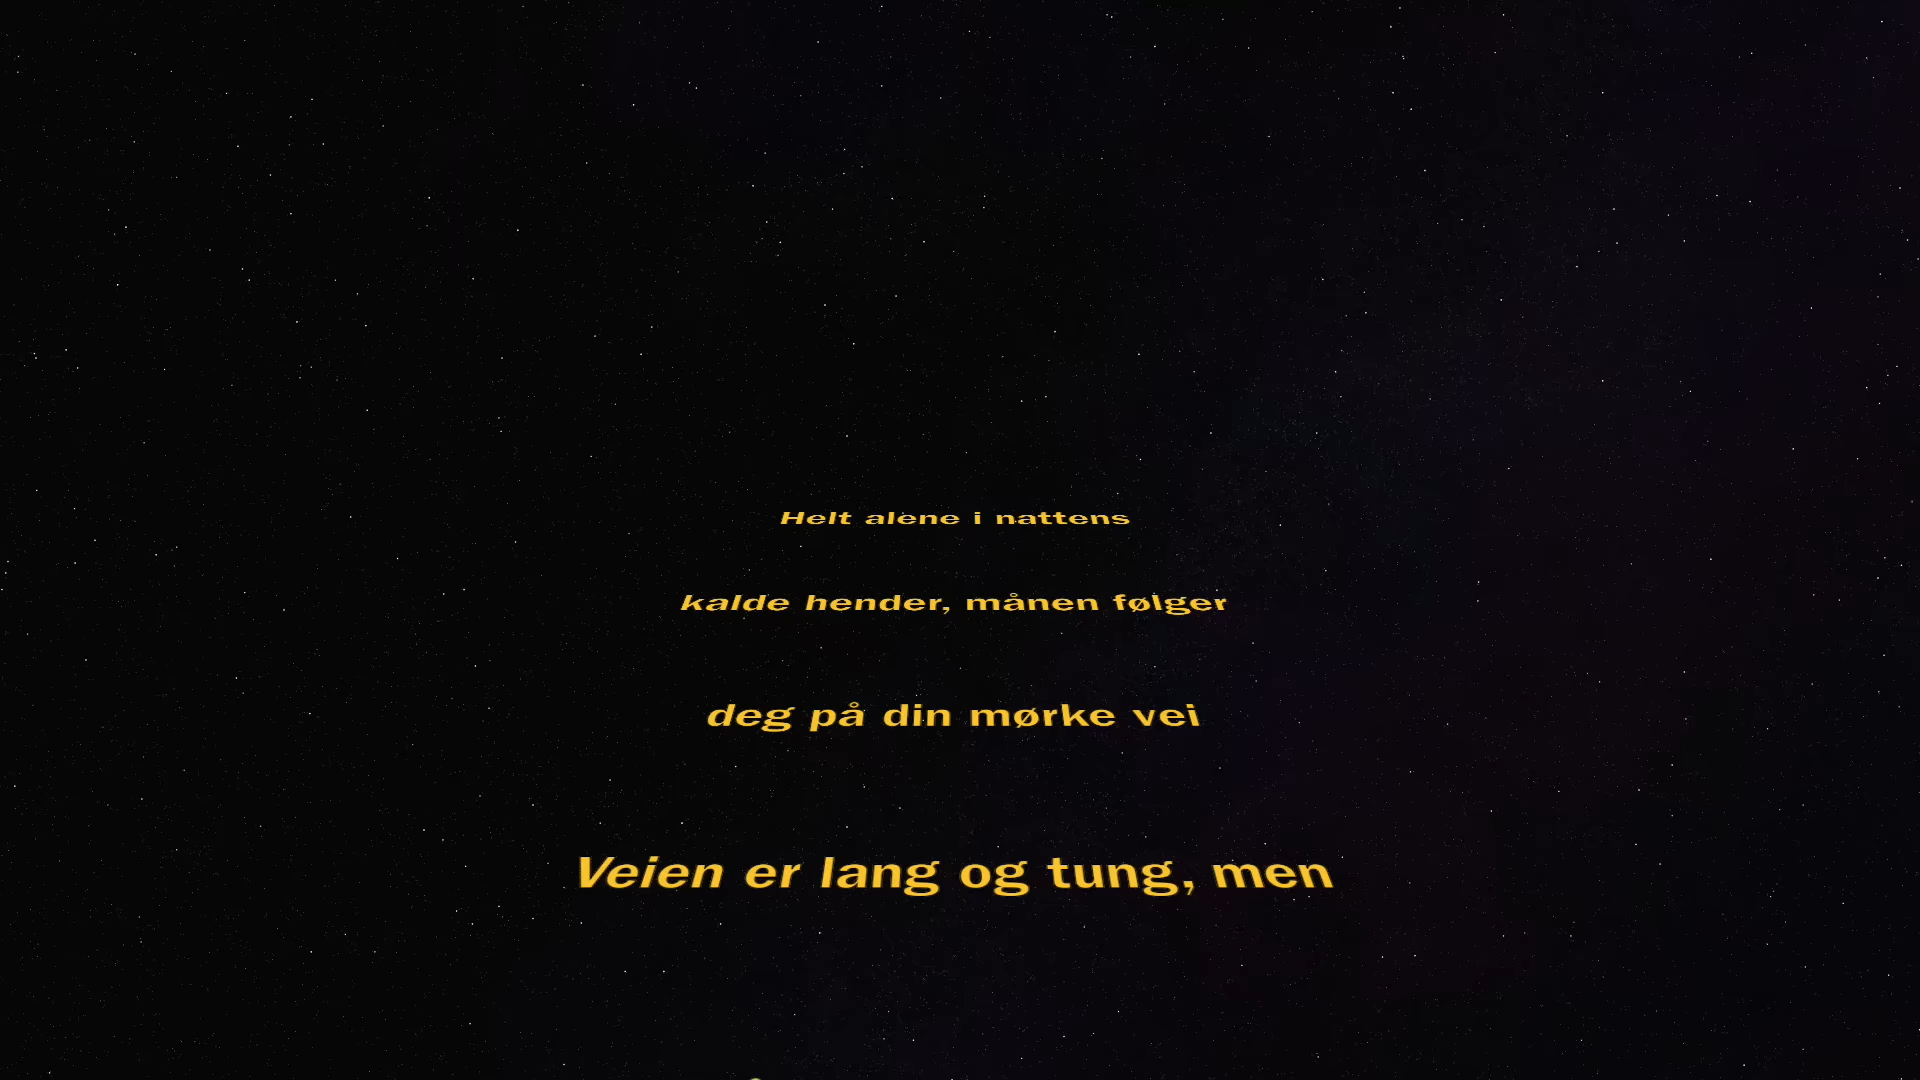 Helt alene i nattens
kalde hender, månen følger
deg på din mørke vei
Veien er lang og tung, men